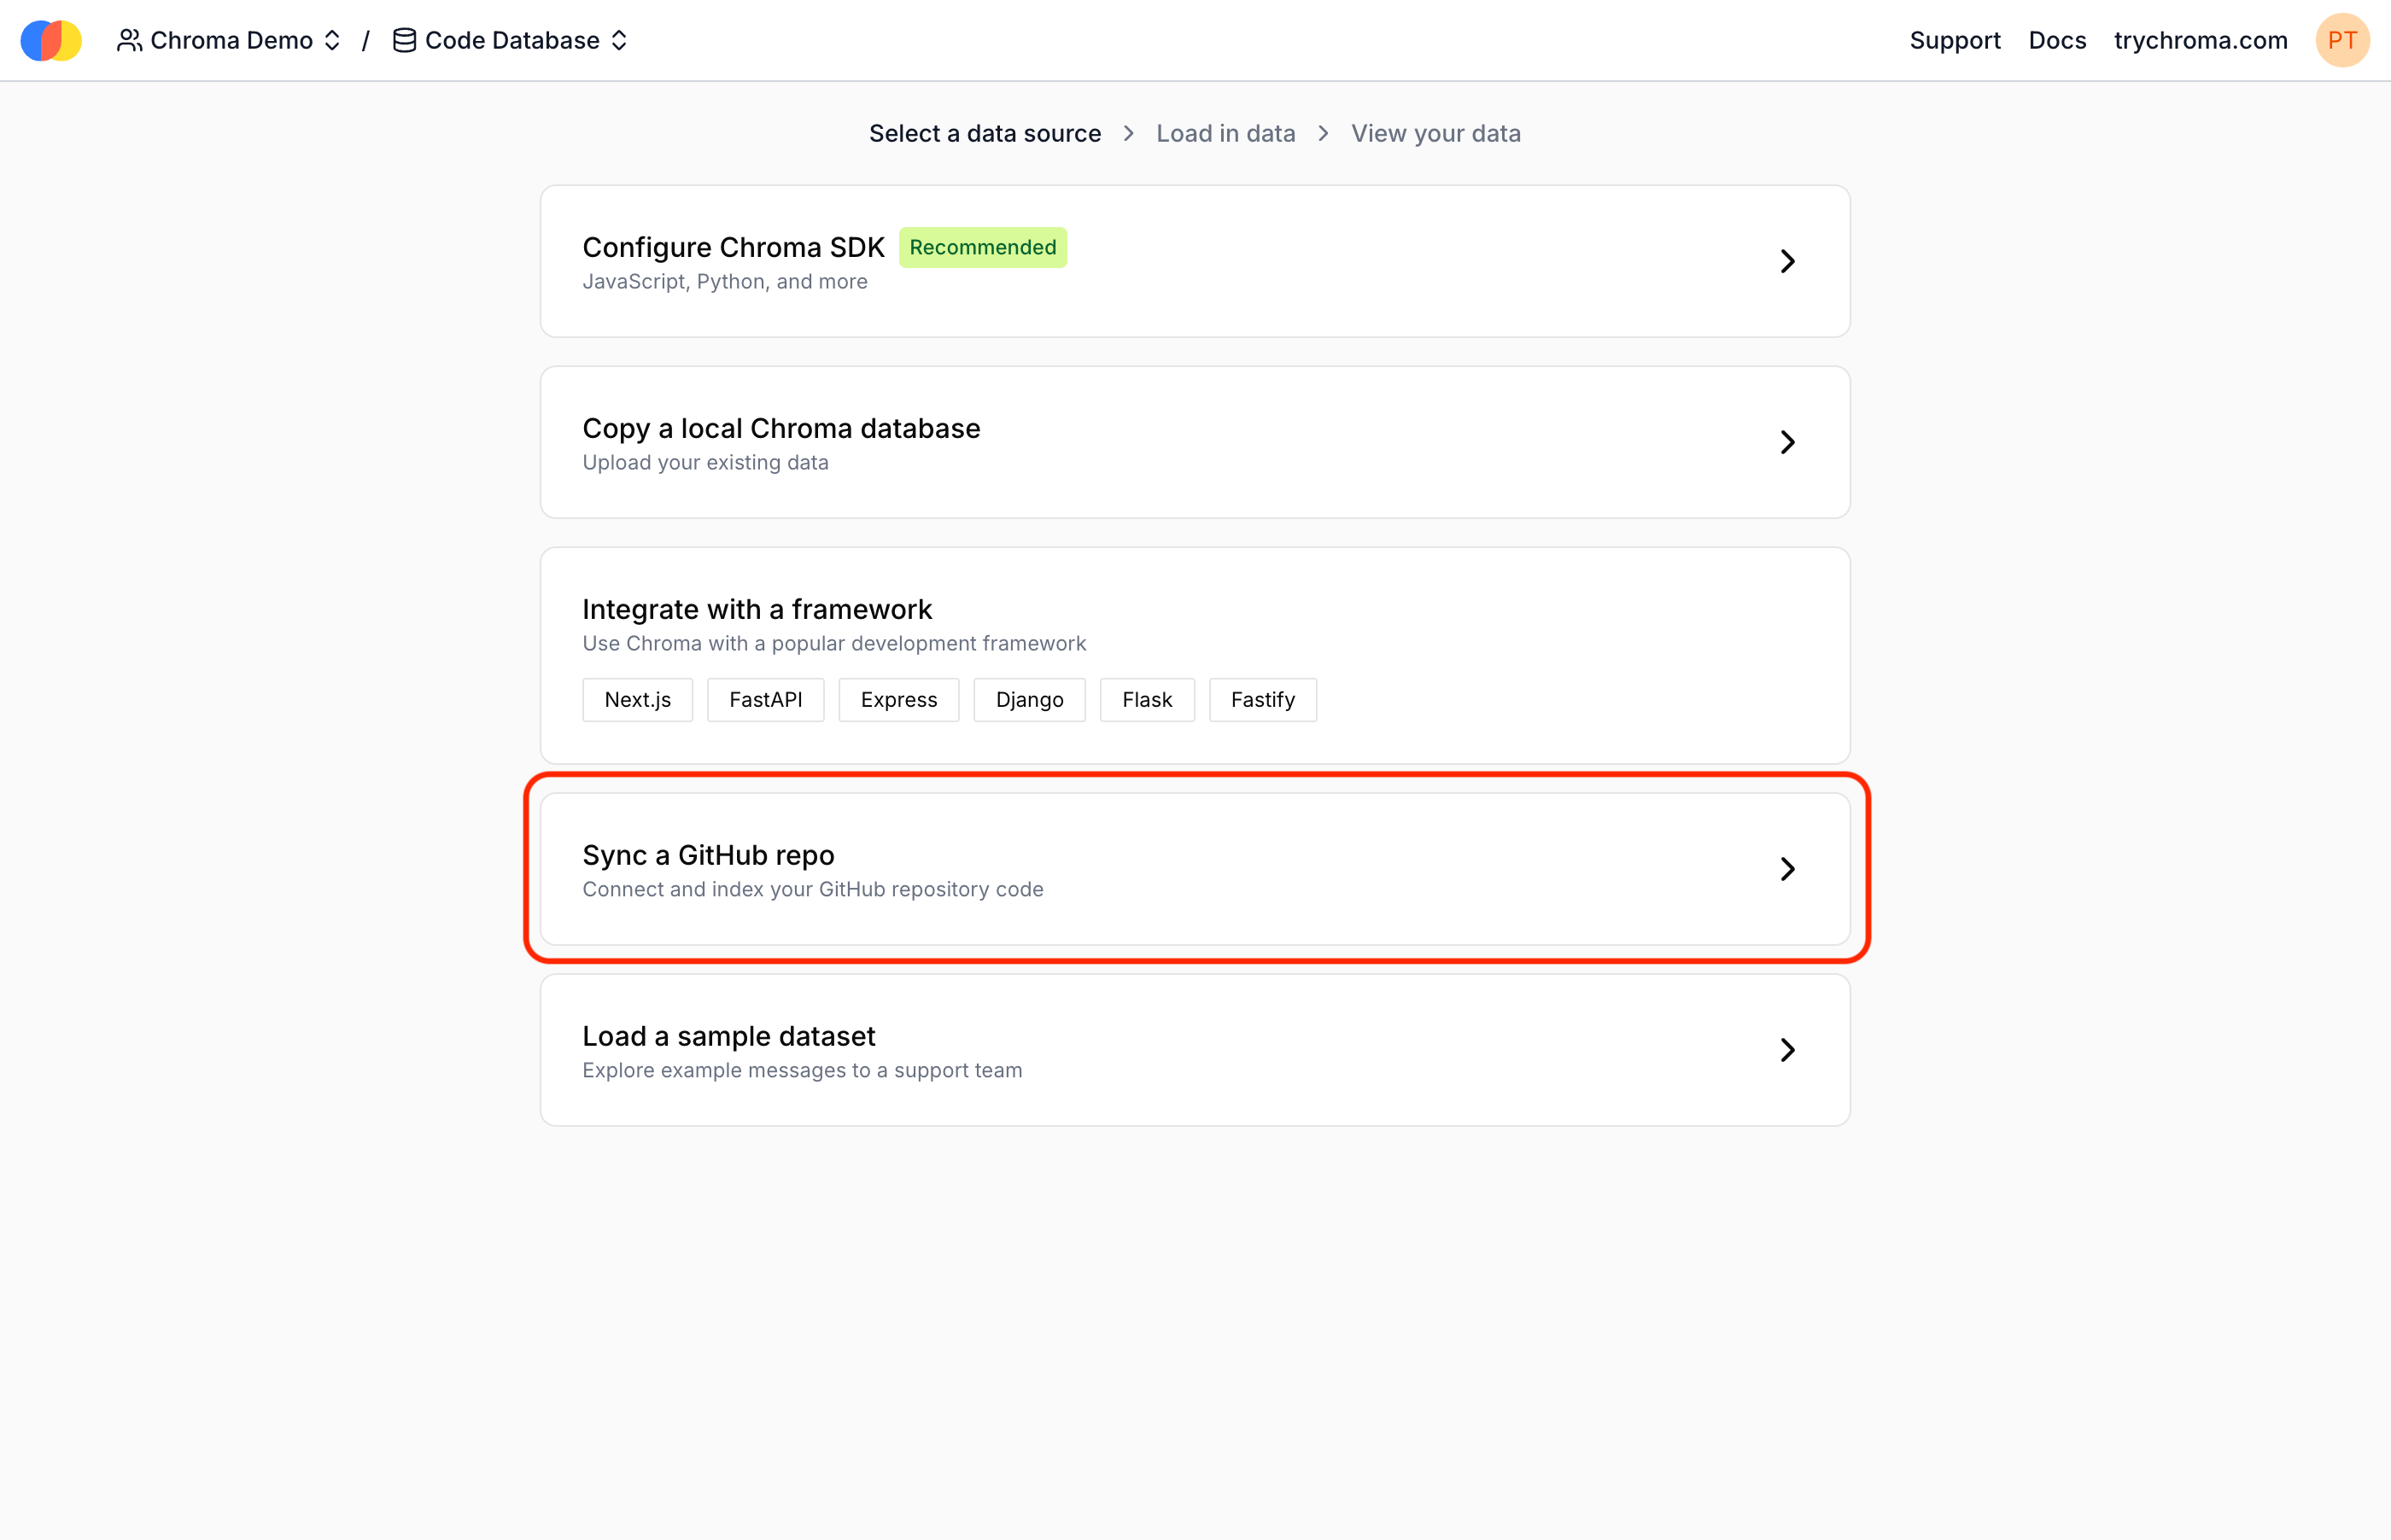 Chroma Demo / Code Database Support Docs trychroma.com PT
Select a data source Load in data View your data
Configure Chroma SDK Recommended
JavaScript, Python, and more
Copy a local Chroma database
Upload your existing data
Integrate with a framework
Use Chroma with a popular development framework
Next.js FastAPI Express Django Flask Fastify
Sync a GitHub repo
Connect and index your GitHub repository code
Load a sample dataset
Explore example messages to a support team